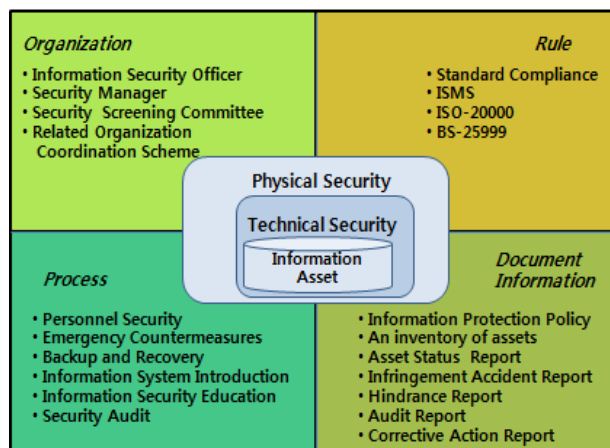 Organization
• Information Security Officer
• Security Manager
• Security Screening Committee
• Related Organization
Coordination Scheme
Rule
• Standard Compliance
• ISMS
• ISO-20000
• BS-25999
Physical Security
Technical Security
Information
Asset
Process
• Personnel Security
• Emergency Countermeasures
• Backup and Recovery
• Information System Introduction
• Information Security Education
• Security Audit
Document
Information
• Information Protection Policy
• An inventory of assets
• Asset Status Report
• Infringement Accident Report
• Hindrance Report
• Audit Report
• Corrective Action Report